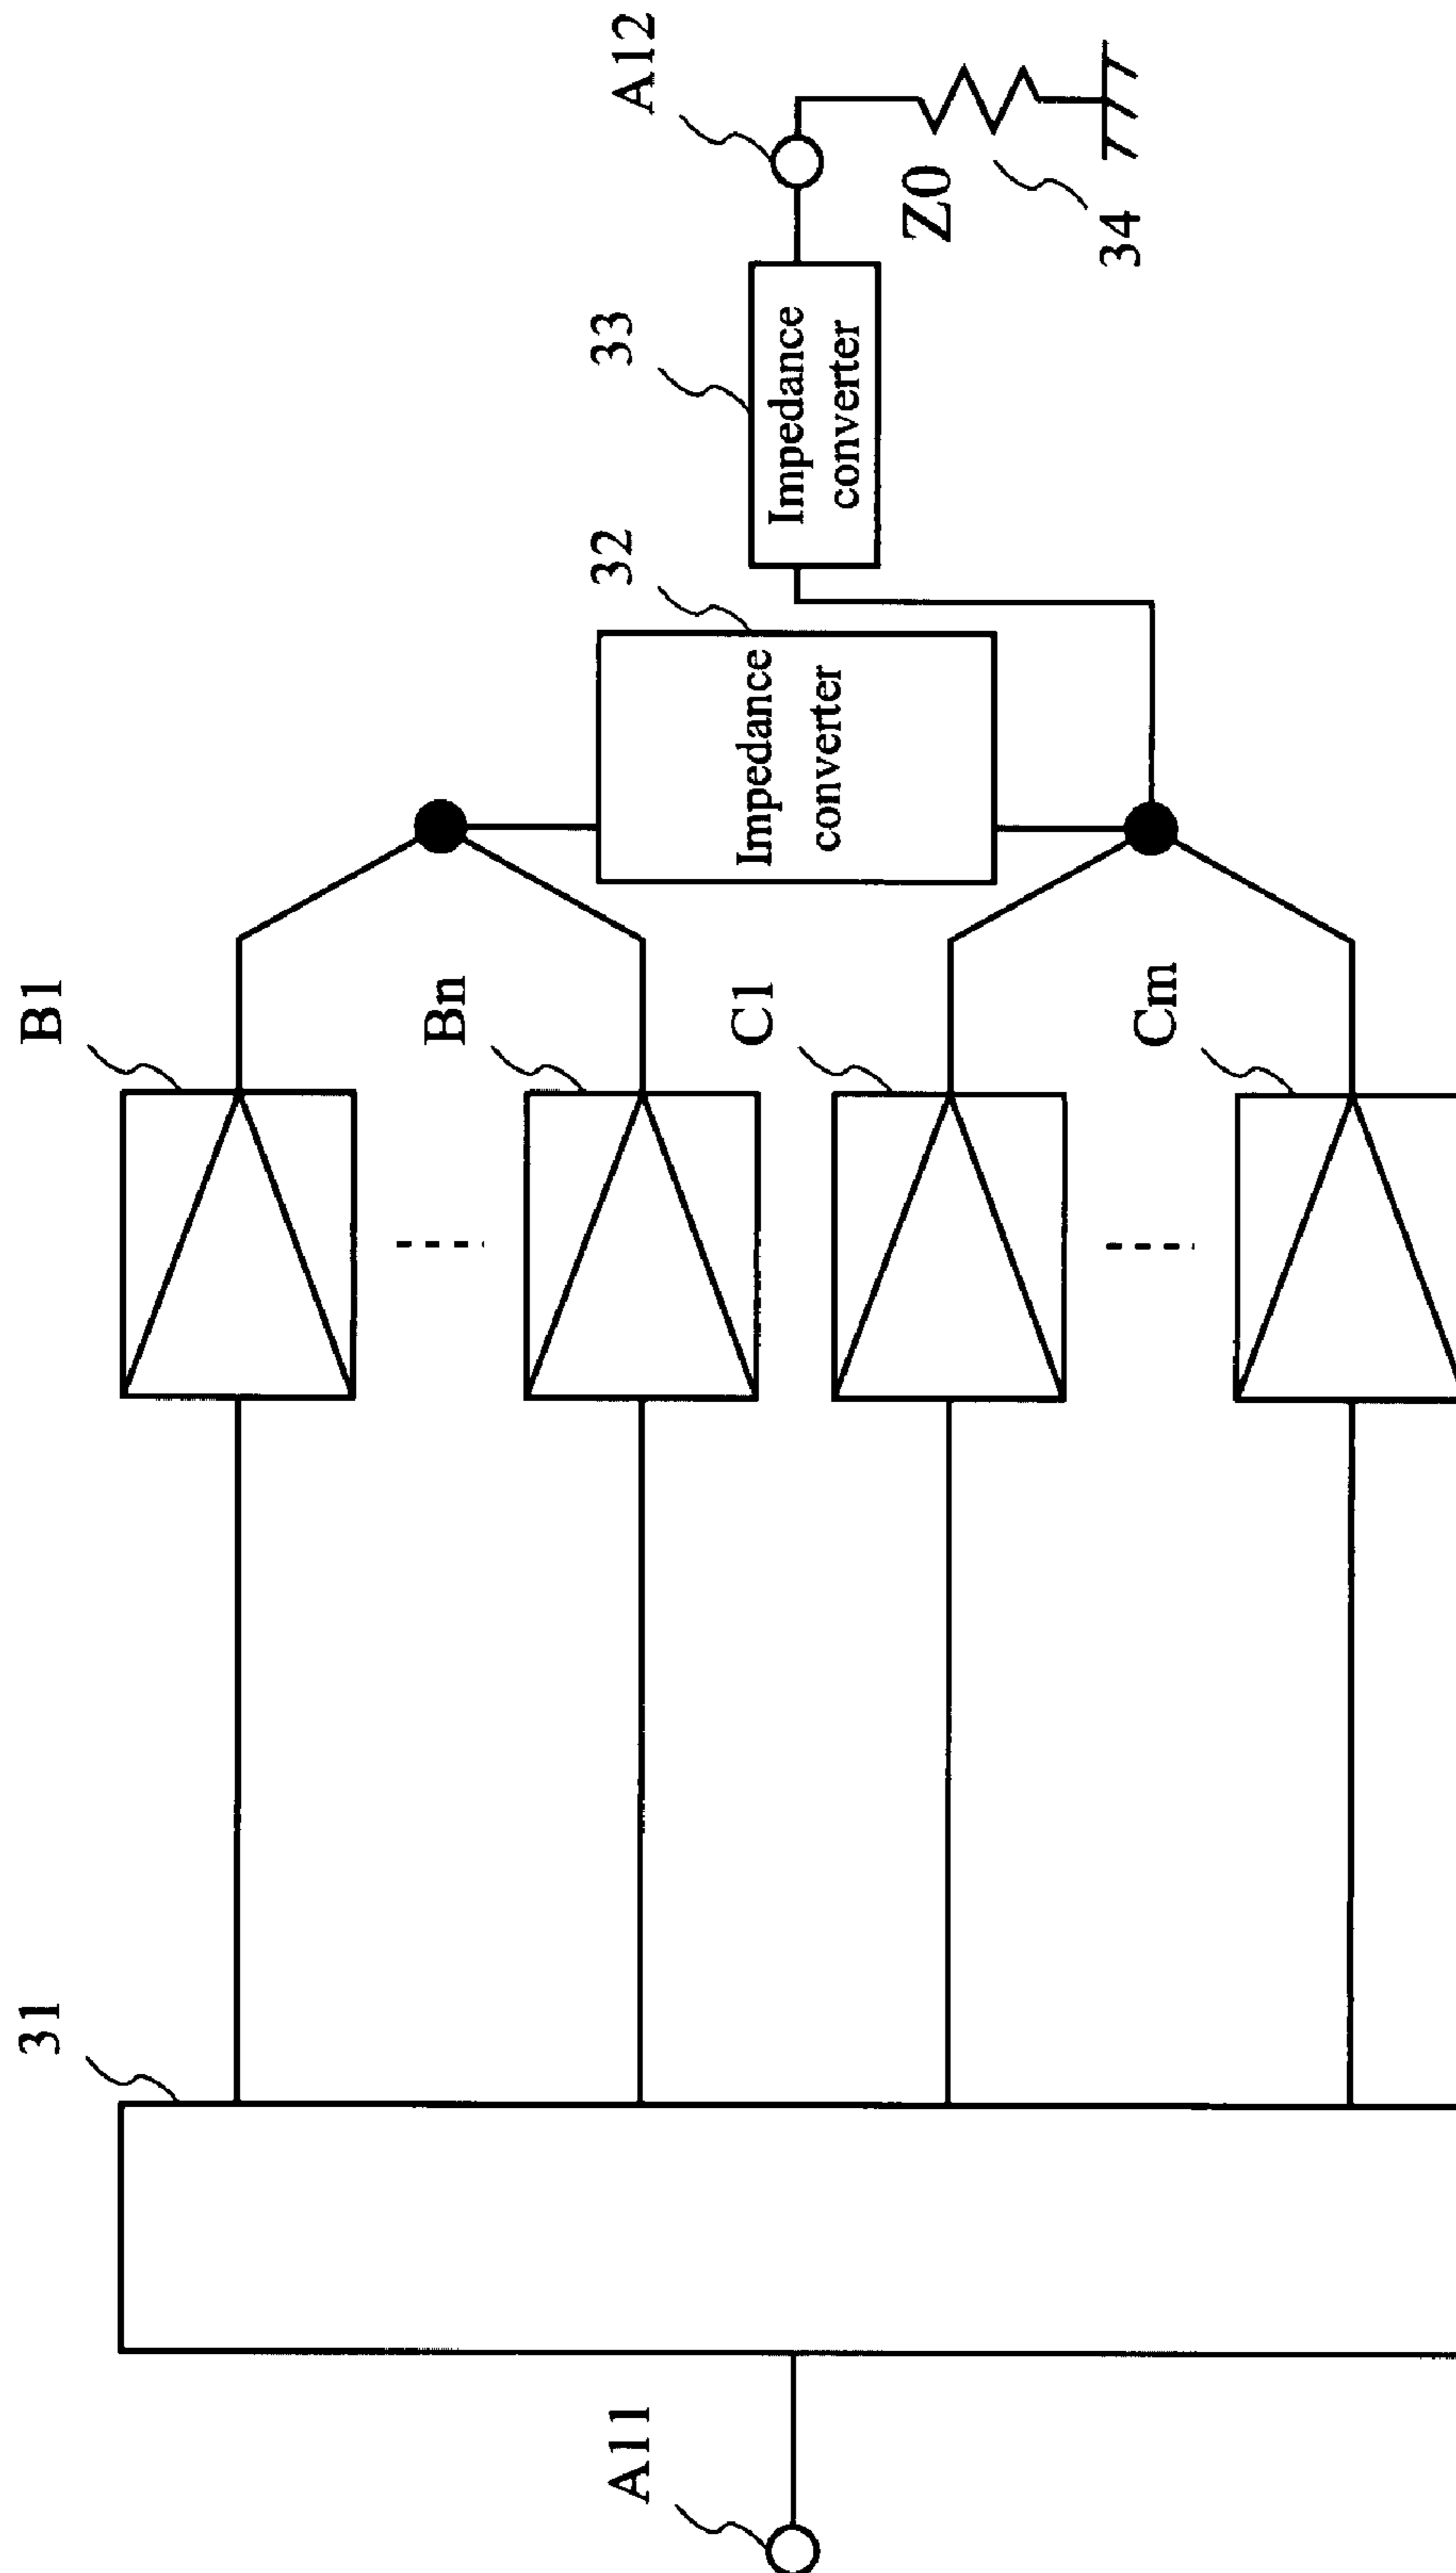 A11
31
B1
Bn
C1
Cm
32
Impedance
converter
33
Impedance
converter
A12
Z0
34